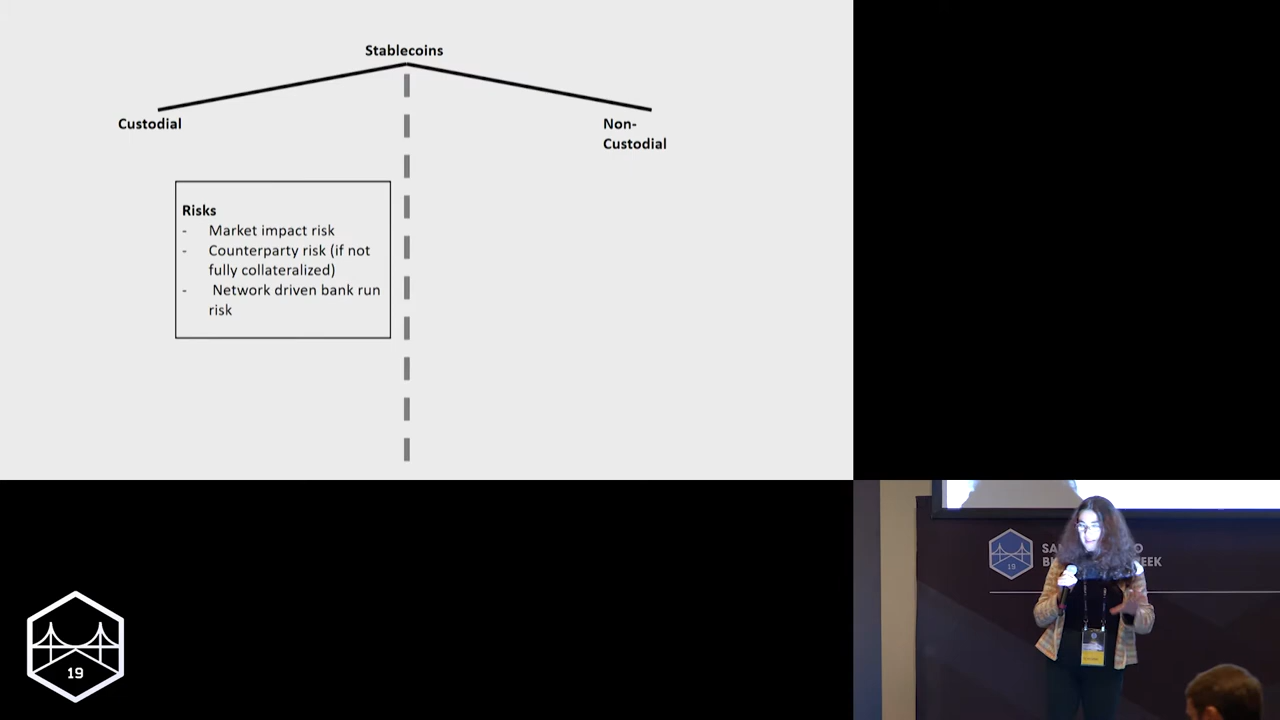 Stablecoins
Custodial
Non-
Custodial
Risks
- Market impact risk
- Counterparty risk (if not
fully collateralized)
- Network driven bank run
risk
19
19